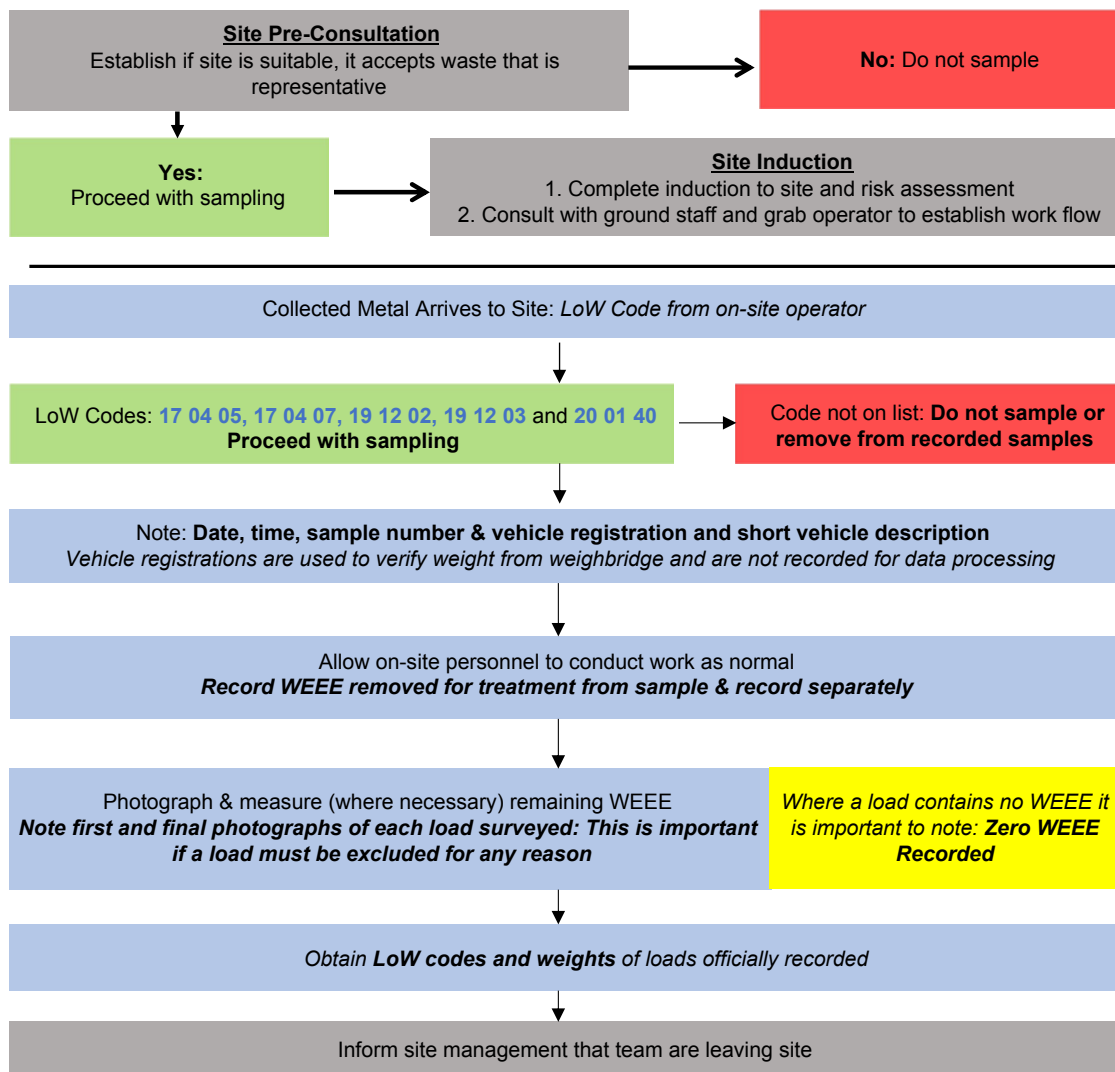 Site Pre-Consultation
Establish if site is suitable, it accepts waste that is
representative
No: Do not sample
Yes:
Proceed with sampling
Site Induction
1. Complete induction to site and risk assessment
2. Consult with ground staff and grab operator to establish work flow
Collected Metal Arrives to Site: LoW Code from on-site operator
LoW Codes: 17 04 05, 17 04 07, 19 12 02, 19 12 03 and 20 01 40
Proceed with sampling
Code not on list: Do not sample or
remove from recorded samples
Note: Date, time, sample number & vehicle registration and short vehicle description
Vehicle registrations are used to verify weight from weighbridge and are not recorded for data processing
Allow on-site personnel to conduct work as normal
Record WEEE removed for treatment from sample & record separately
Photograph & measure (where necessary) remaining WEEE
Note first and final photographs of each load surveyed: This is important
if a load must be excluded for any reason
Where a load contains no WEEE it
is important to note: Zero WEEE
Recorded
Obtain LoW codes and weights of loads officially recorded
Inform site management that team are leaving site